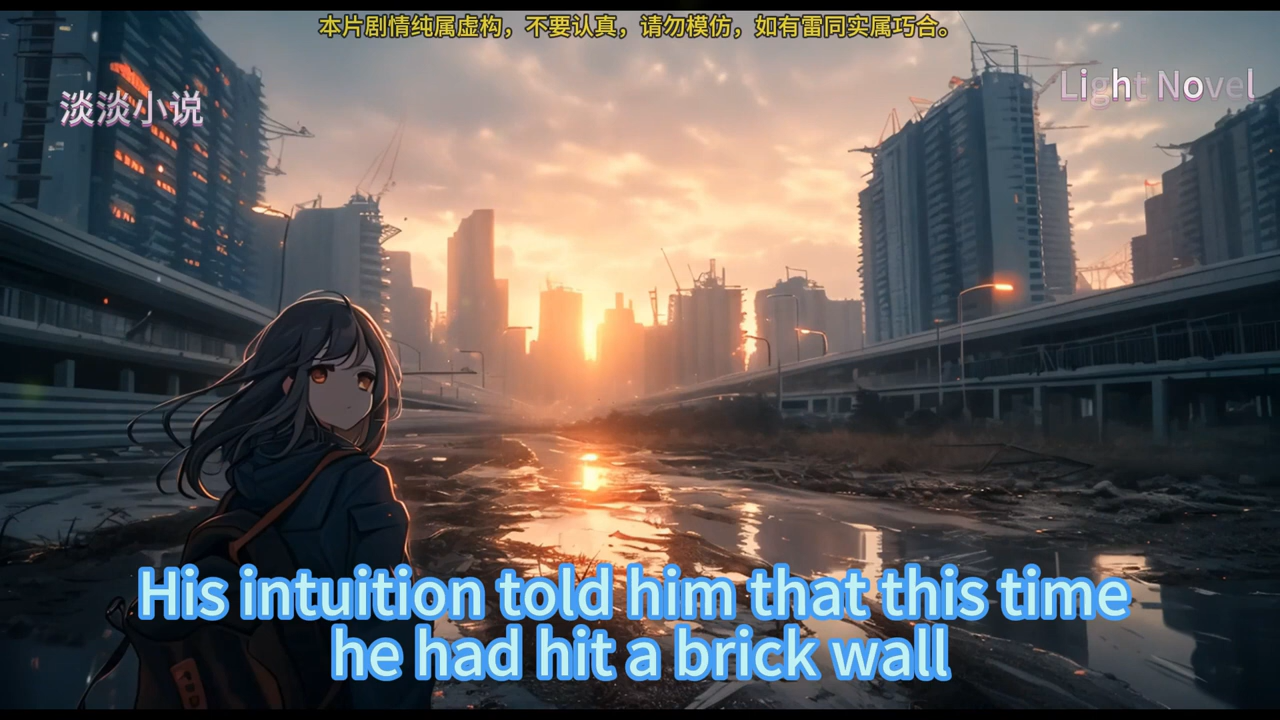 本片剧情纯属虚构，不要认真，请勿模仿，如有雷同实属巧合。
淡淡小说
Light Novel
His intuition told him that this time
he had hit a brick wall